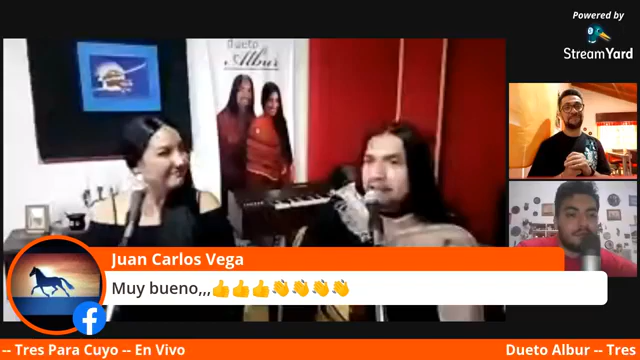 Powered by
StreamYard
dueto
Albur
Juan Carlos Vega
Muy bueno,,,👍👍👍👏👏👏👏
-- Tres Para Cuyo -- En Vivo
Dueto Albur -- Tres